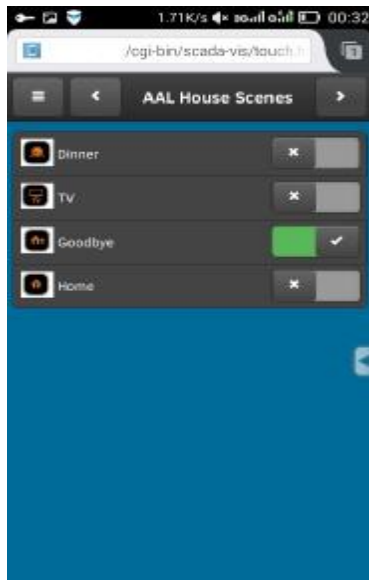 1.71K/s 00:32
/cgi-bin/scada-vis/touch.h
AAL House Scenes
Dinner
TV
Goodbye
Home